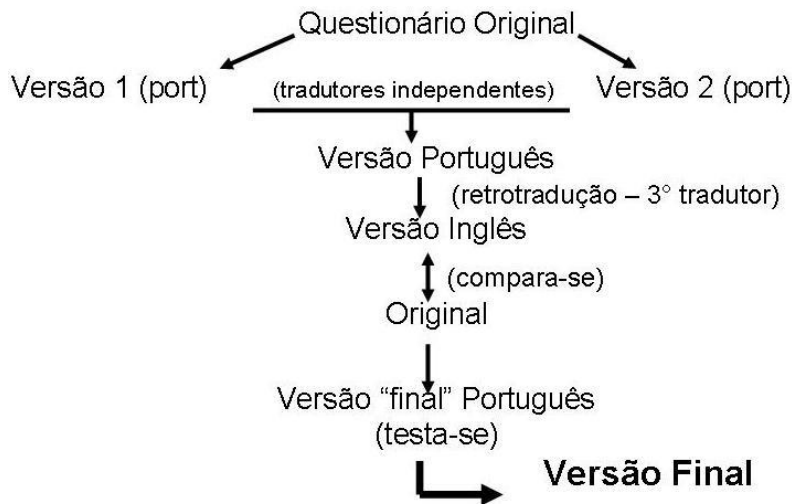 Questionário Original
Versão 1 (port)
(tradutores independentes)
Versão 2 (port)
Versão Português
(retrotradução – 3° tradutor)
Versão Inglês
(compara-se)
Original
Versão “final” Português
(testa-se)
Versão Final